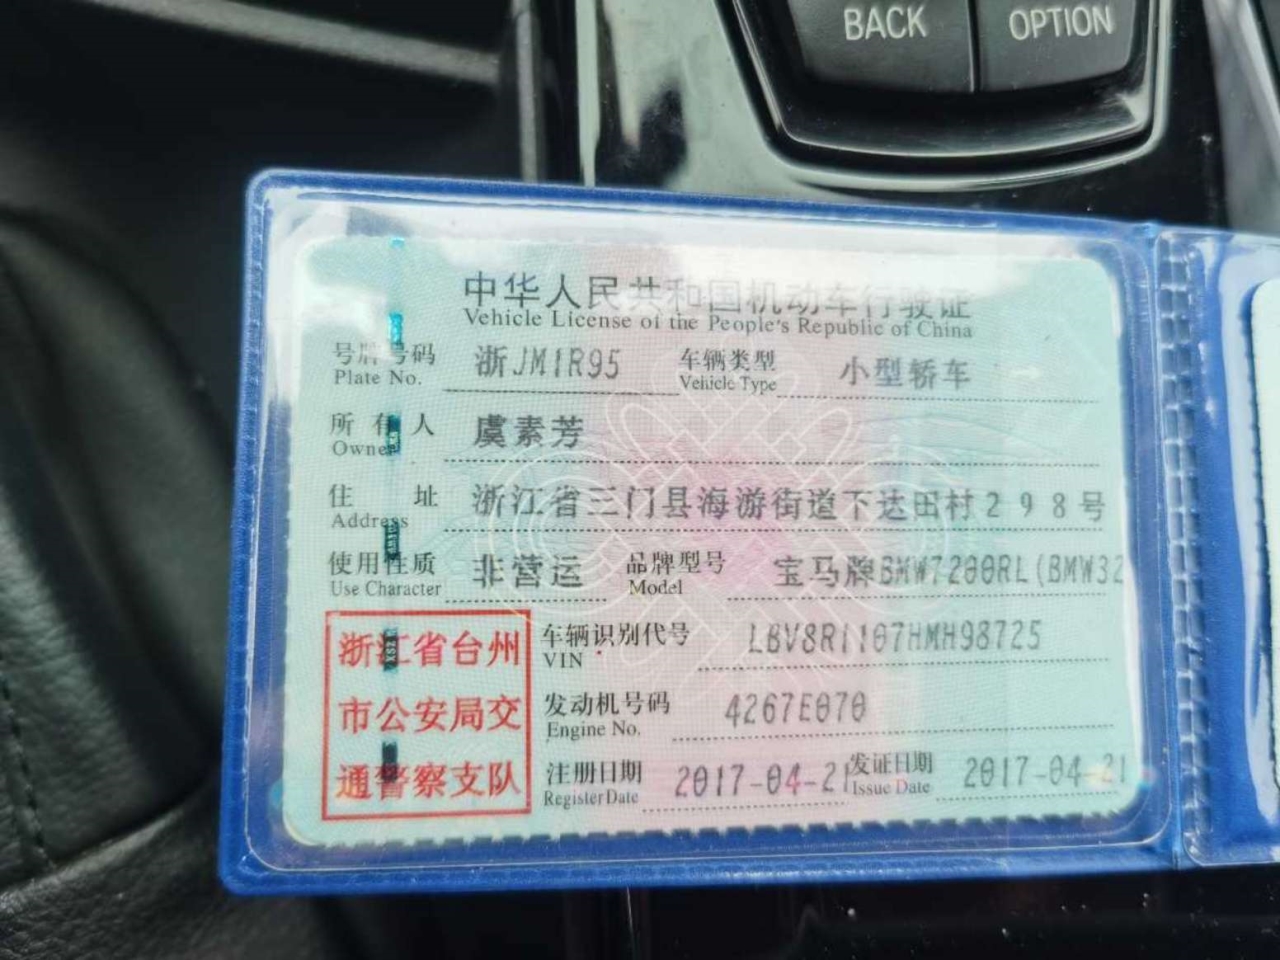 BACK OPTION
中华人民共和国机动车行驶证
Vehicle License of the People's Republic of China
号牌号码 浙JM1R95 车辆类型 小型轿车
Plate No. Vehicle Type
所有人 虞素芳
Owner
住址 浙江省三门县海游街道下达田村298号
Address
使用性质 非营运 品牌型号 宝马牌BMW7200RL(BMW32
Use Character Model
浙江省台州 车辆识别代号 LBV8R1107HMH98725
VIN
市公安局交 发动机号码 4267E070
Engine No.
通警察支队 注册日期 2017-04-21 发证日期 2017-04-21
Register Date Issue Date